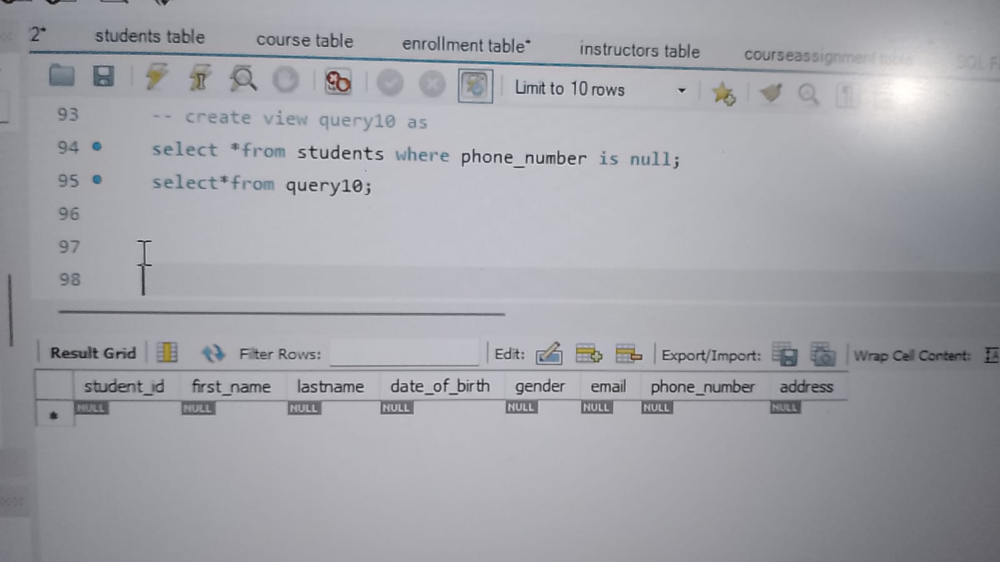 2* students table course table enrollment table* instructors table courseassignment table SQL
Limit to 10 rows
93 -- create view query10 as
94 select *from students where phone_number is null;
95 select*from query10;
96
97
98
Result Grid Filter Rows: Edit: Export/Import: Wrap Cell Content:
student_id first_name lastname date_of_birth gender email phone_number address
* NULL NULL NULL NULL NULL NULL NULL NULL